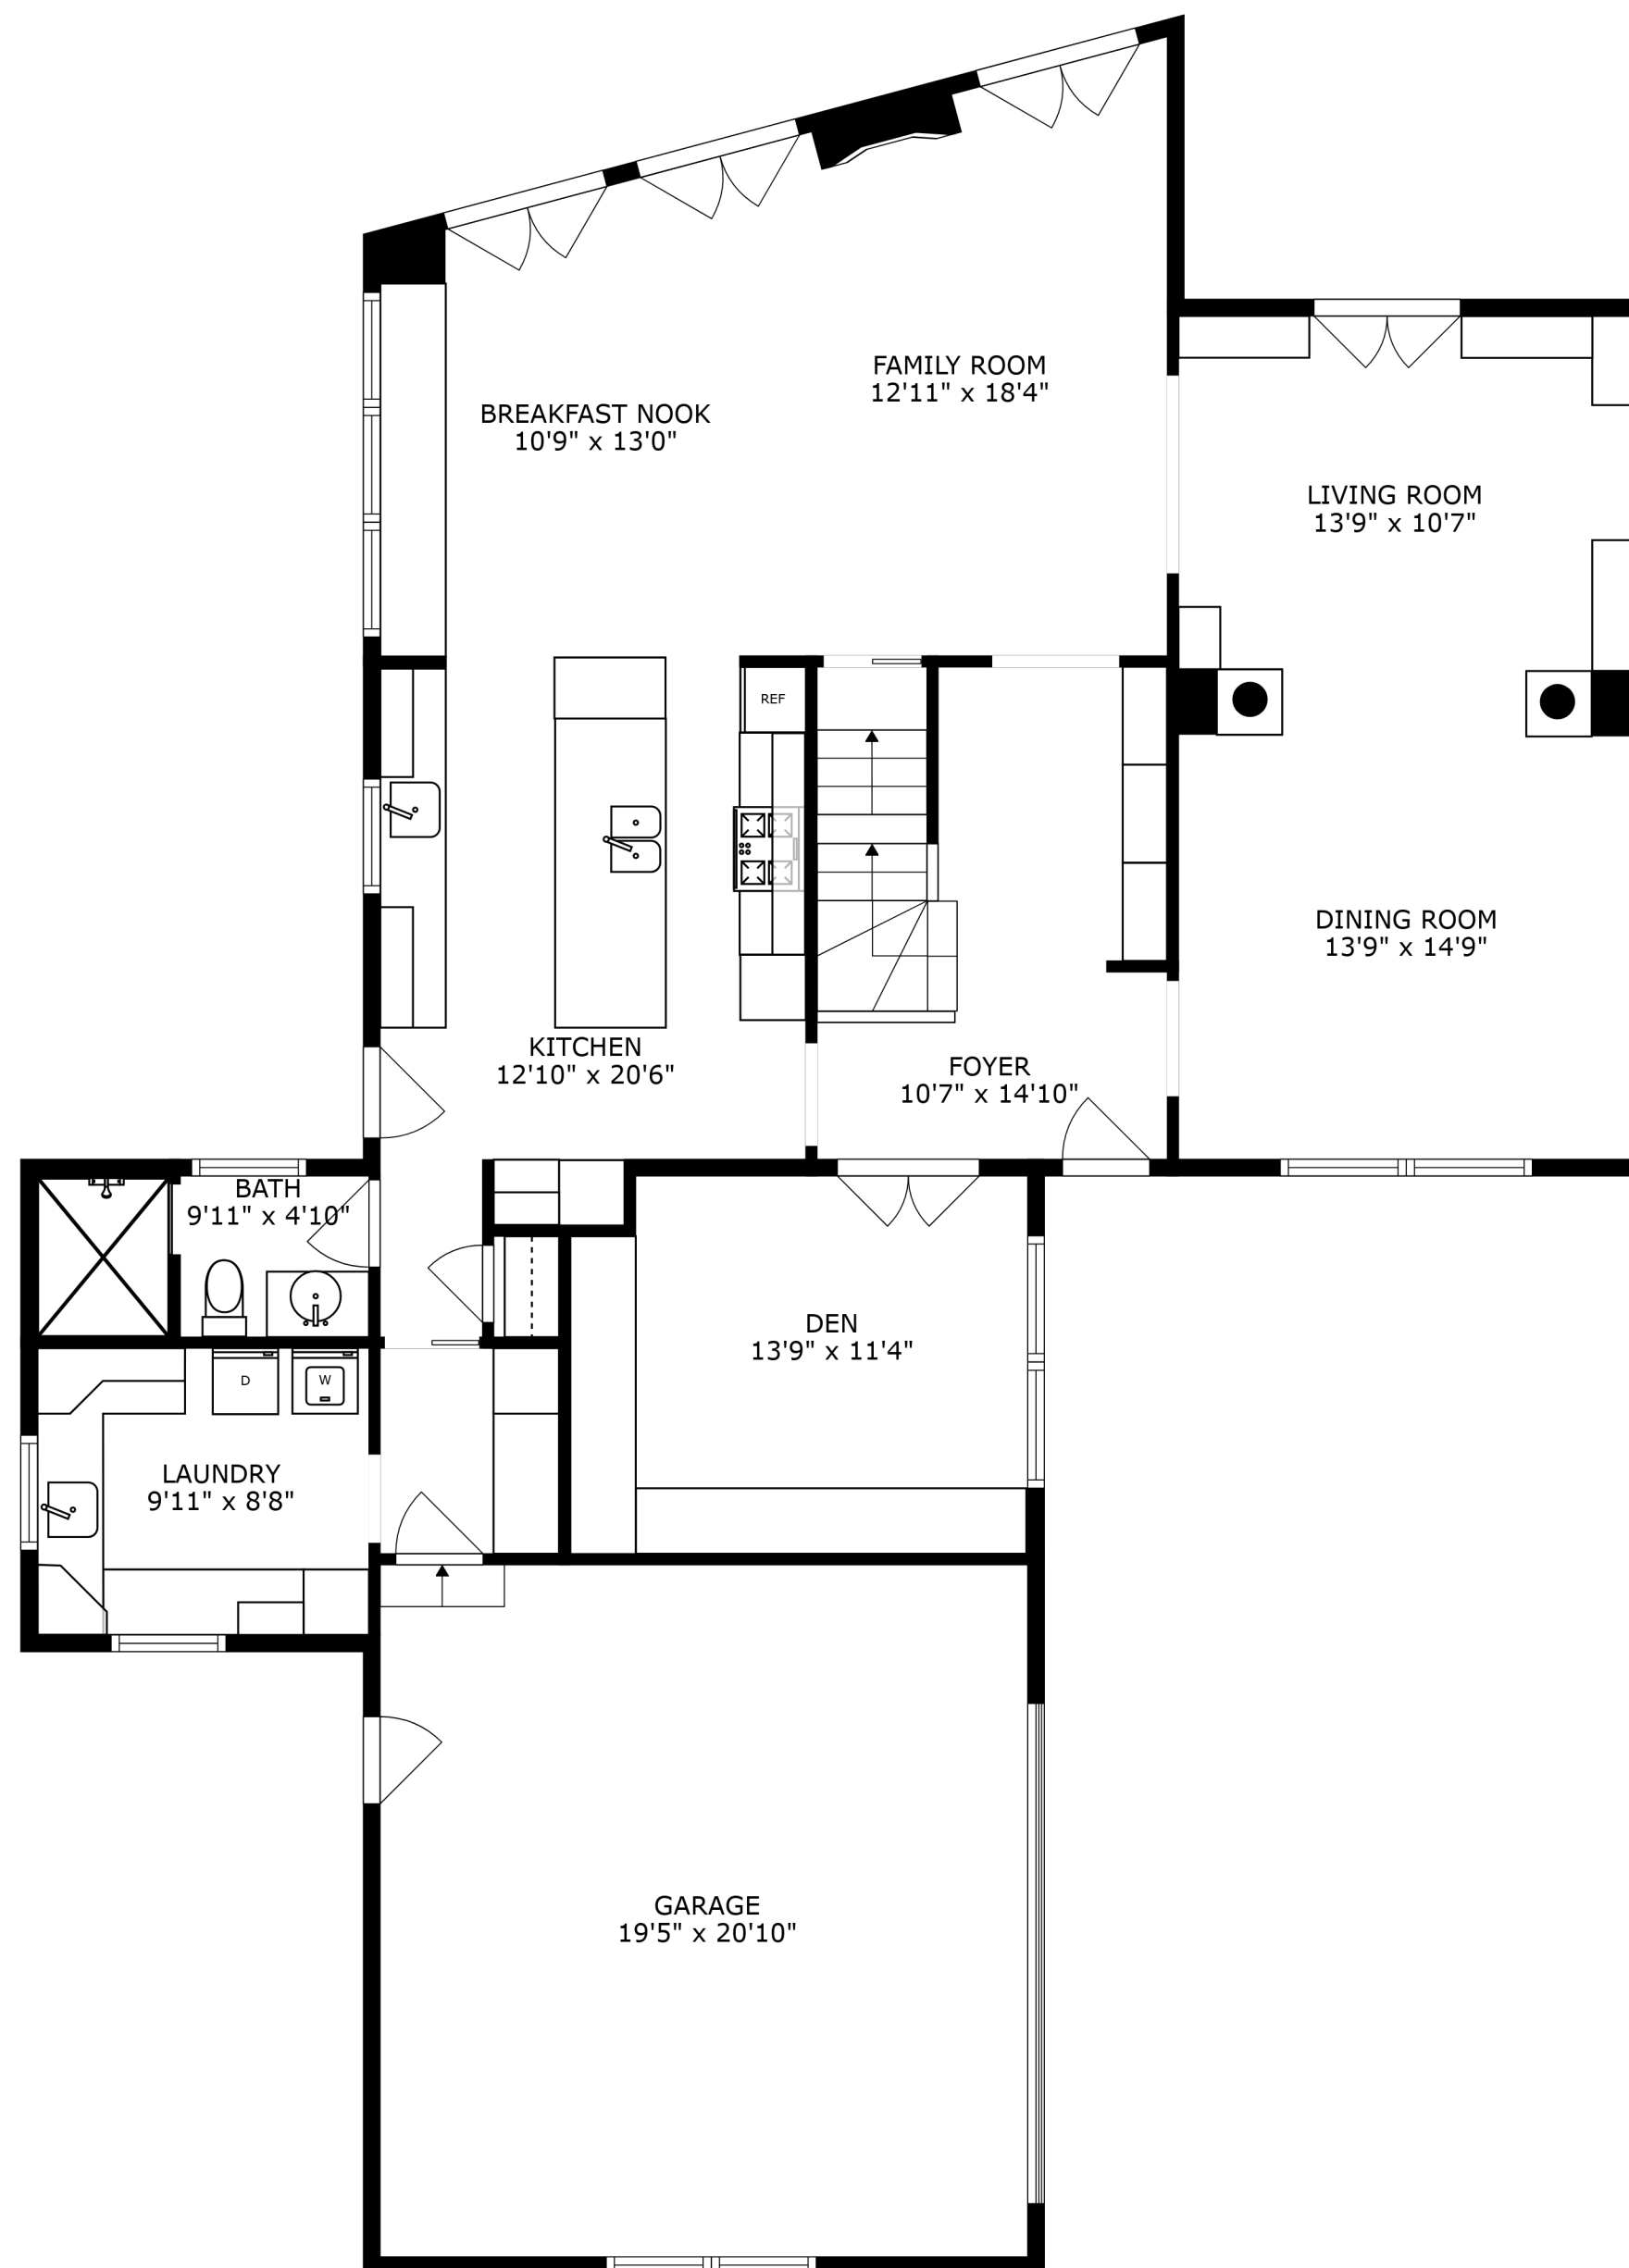 FAMILY ROOM
12'11" x 18'4"
BREAKFAST NOOK
10'9" x 13'0"
LIVING ROOM
13'9" x 10'7"
REF
DINING ROOM
13'9" x 14'9"
KITCHEN
12'10" x 20'6"
FOYER
10'7" x 14'10"
BATH
9'11" x 4'10"
DEN
13'9" x 11'4"
D
W
LAUNDRY
9'11" x 8'8"
GARAGE
19'5" x 20'10"